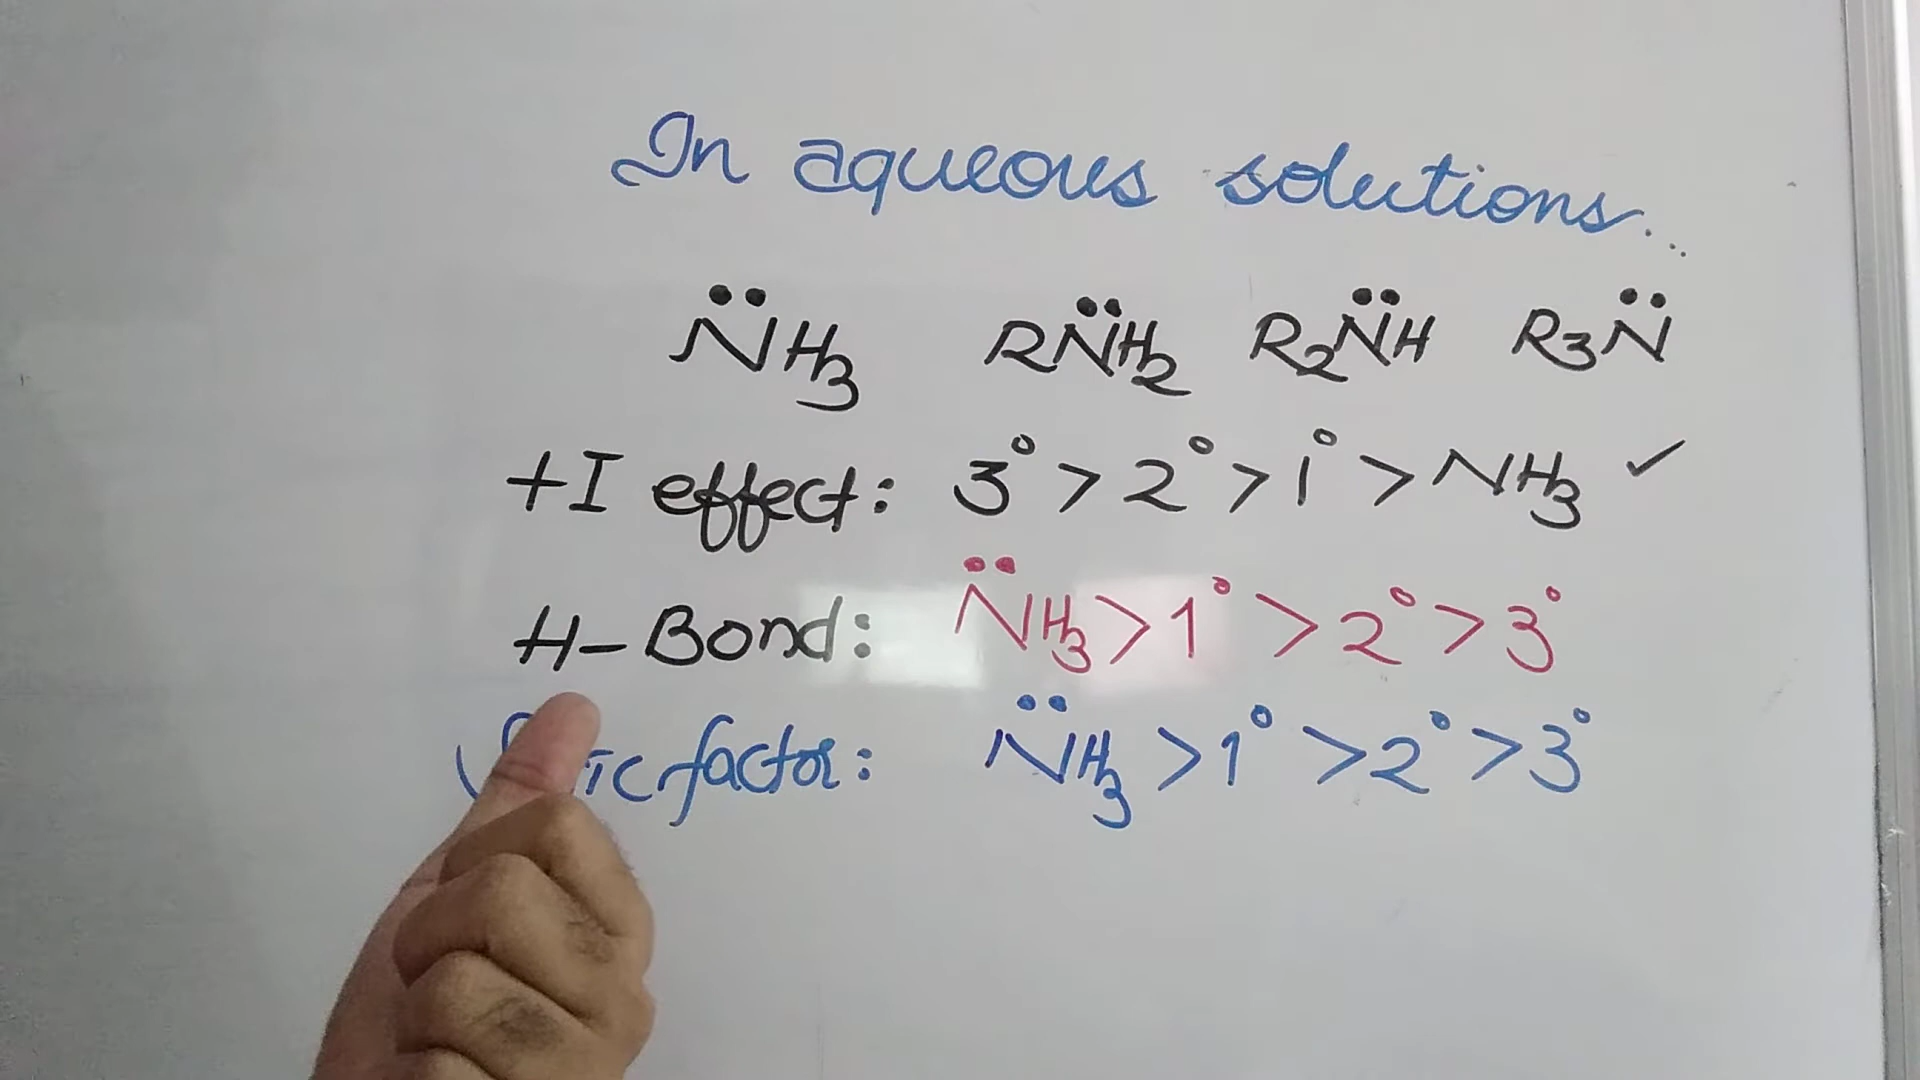 In aqueous solutions...
N̈H₃ RN̈H₂ R₂N̈H R₃N̈
+I effect: 3° > 2° > 1° > NH₃ ✓
H-Bond: N̈H₃ > 1° > 2° > 3°
factor: N̈H₃ > 1° > 2° > 3°